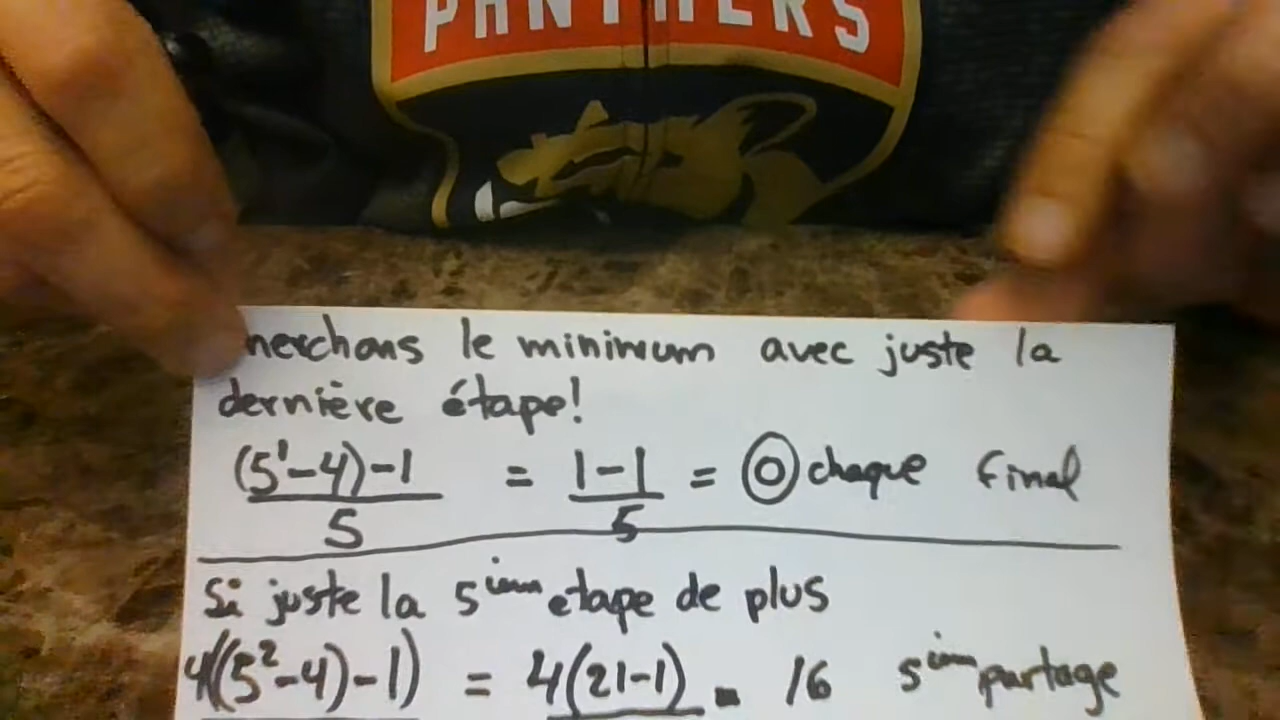 PANTHERS
herchons le minimum avec juste la
dernière étape!
(5¹-4)-1 = 1-1 = 0 chaque final
5 5
Si juste la 5ième etape de plus
4((5²-4)-1) = 4(21-1) = 16 5ième partage